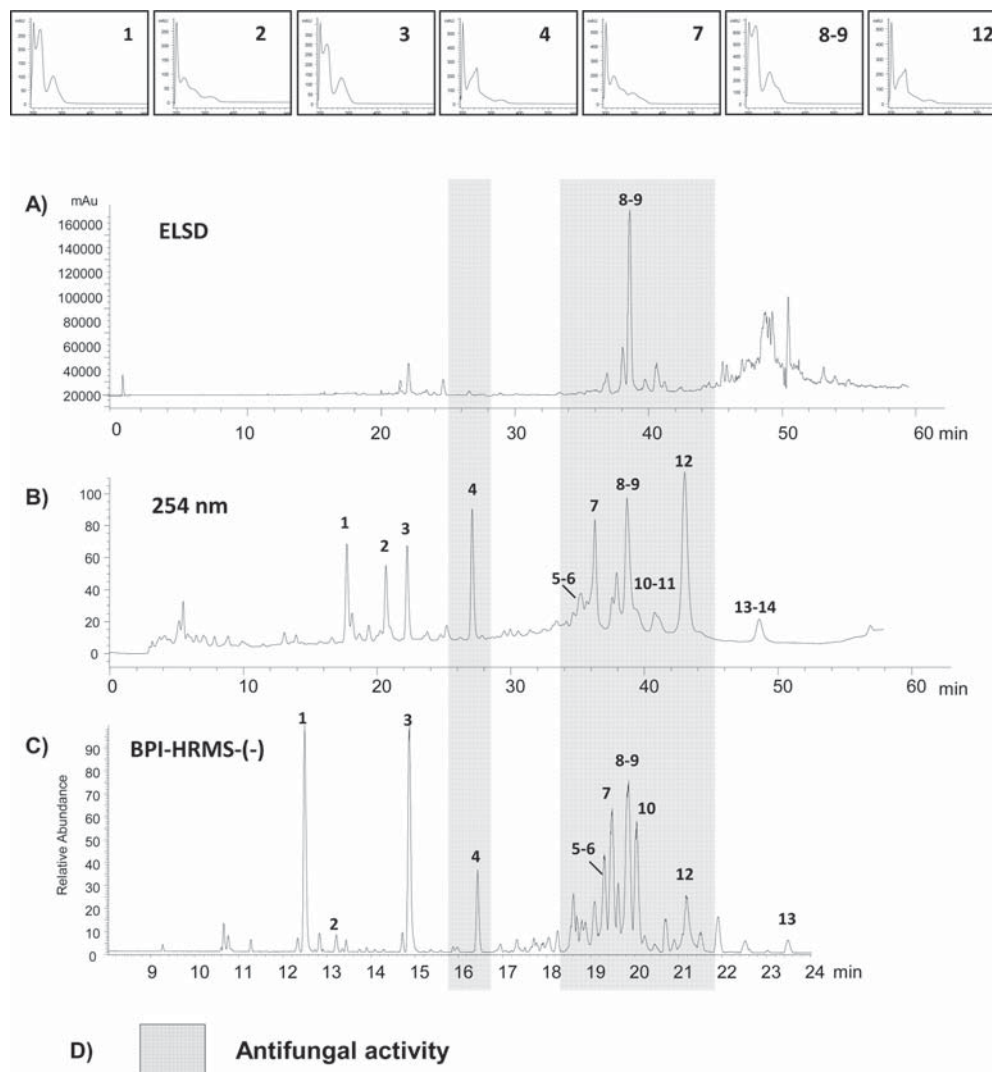 1 2 3 4 7 8-9 12
A) mAu
ELSD
8-9
160000
140000
120000
100000
80000
60000
40000
20000
0 10 20 30 40 50 60 min
B) 254 nm
100
80
60
40
20
0
1 2 3 4 5-6 7 8-9 10-11 12 13-14
0 10 20 30 40 50 60 min
C) BPI-HRMS-(-)
Relative Abundance
90
80
70
60
50
40
30
20
10
0
1 2 3 4 5-6 7 8-9 10 12 13
9 10 11 12 13 14 15 16 17 18 19 20 21 22 23 24 min
D) Antifungal activity